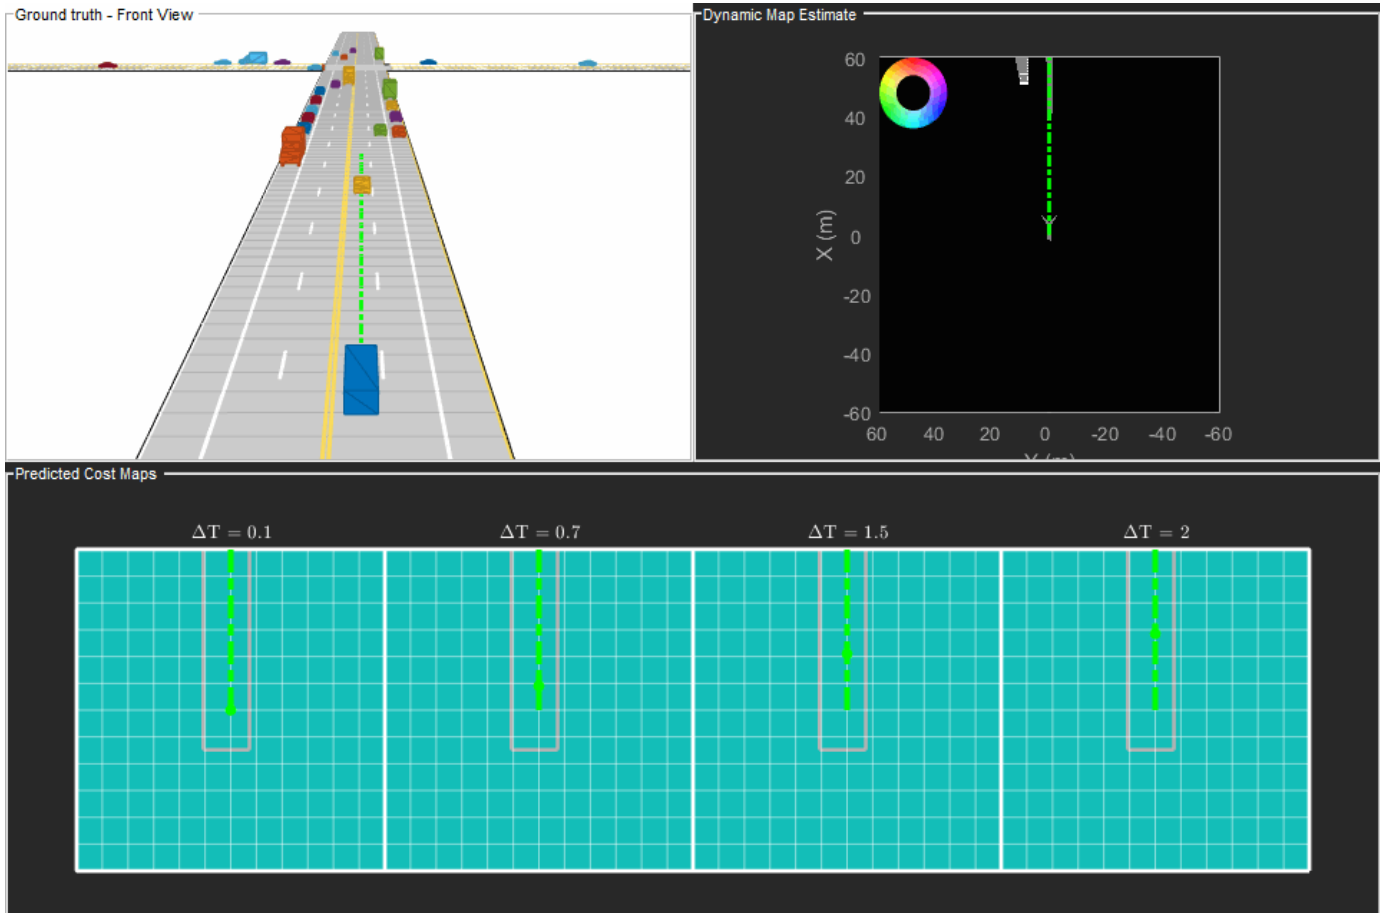 Ground truth - Front View
Dynamic Map Estimate
60
40
20
0
-20
-40
-60
X (m)
60 40 20 0 -20 -40 -60
Y (m)
Predicted Cost Maps
ΔT = 0.1 ΔT = 0.7 ΔT = 1.5 ΔT = 2